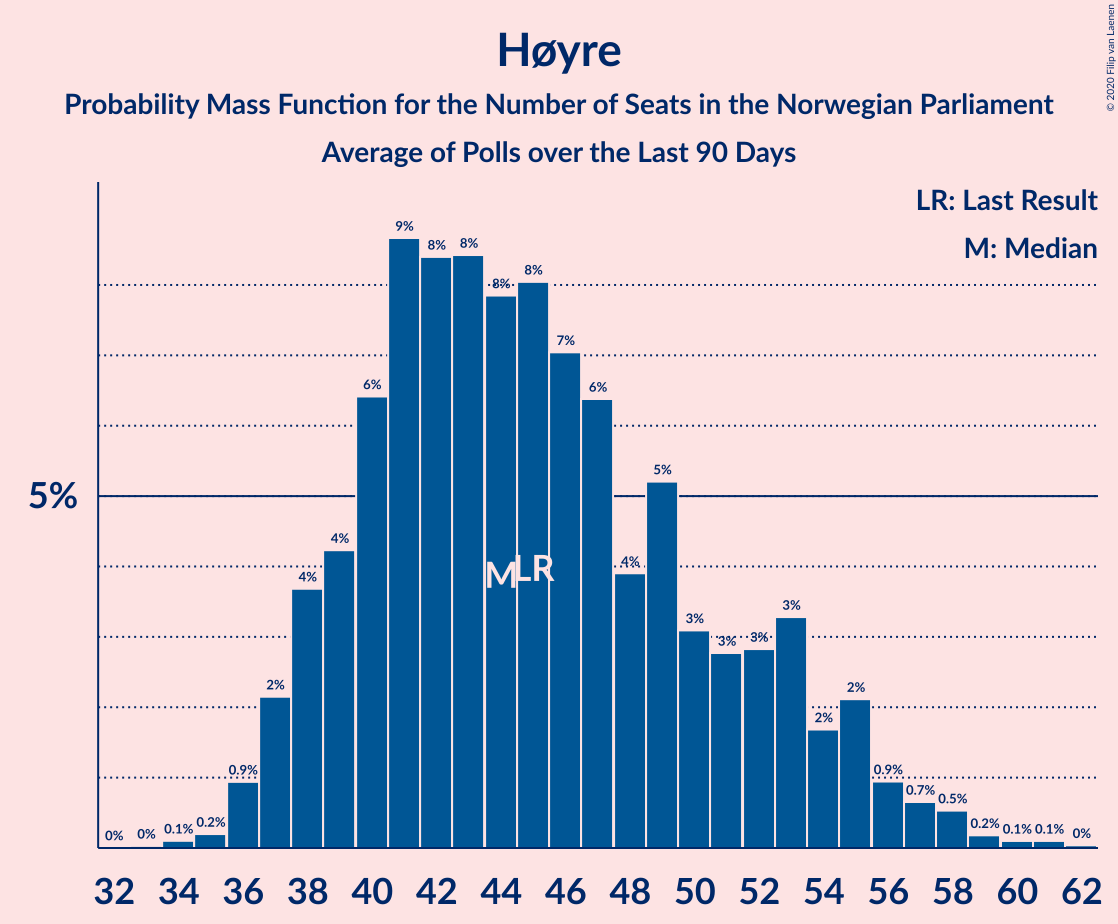 Høyre
Probability Mass Function for the Number of Seats in the Norwegian Parliament
Average of Polls over the Last 90 Days
© 2020 Filip van Laenen
LR: Last Result
M: Median
5%
0% 0% 0.1% 0.2% 0.9% 2% 4% 4% 6% 9% 8% 8% 8% 8% 7% 6% 4% 5% 3% 3% 3% 3% 2% 2% 0.9% 0.7% 0.5% 0.2% 0.1% 0.1% 0%
M LR
32 34 36 38 40 42 44 46 48 50 52 54 56 58 60 62